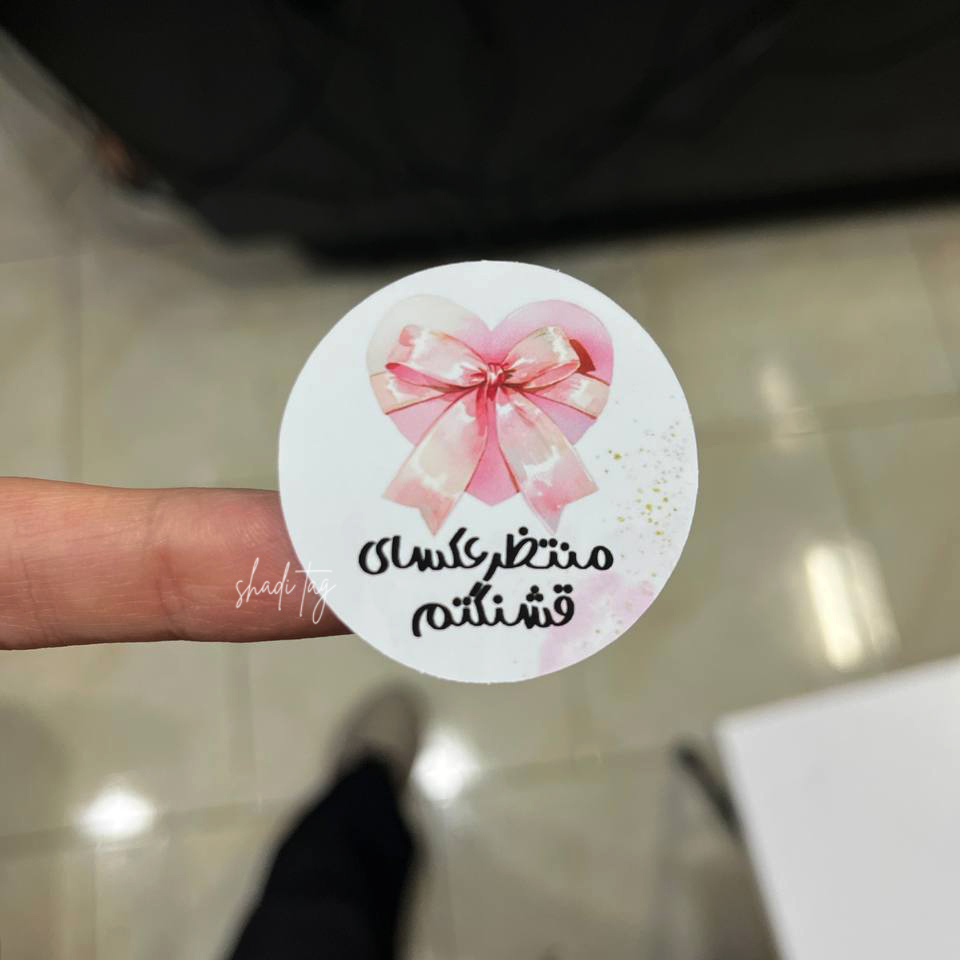 منتظر عکسای
قشنگتم
shadi tag